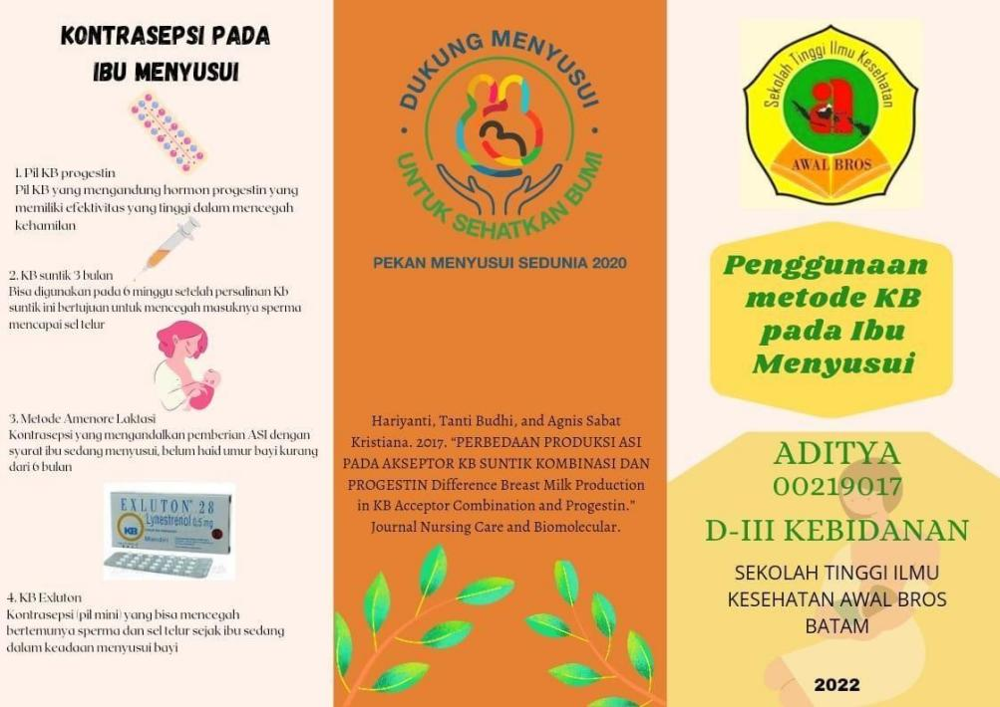 KONTRASEPSI PADA
IBU MENYUSUI
1. Pil KB progestin
Pil KB yang mengandung hormon progestin yang
memiliki efektivitas yang tinggi dalam mencegah
kehamilan
2. KB suntik 3 bulan
Bisa digunakan pada 6 minggu setelah persalinan Kb
suntik ini bertujuan untuk mencegah masuknya sperma
mencapai sel telur
3. Metode Amenore Laktasi
Kontrasepsi yang mengandalkan pemberian ASI dengan
syarat ibu sedang menyusui, belum haid umur bayi kurang
dari 6 bulan
EXLUTON 28
Lynestrenol 0,5 mg
KB
Mandiri
4. KB Exluton
Kontrasepsi (pil mini) yang bisa mencegah
bertemunya sperma dan sel telur sejak ibu sedang
dalam keadaan menyusui bayi
• DUKUNG MENYUSUI •
UNTUK SEHATKAN BUMI
PEKAN MENYUSUI SEDUNIA 2020
Hariyanti, Tanti Budhi, and Agnis Sabat
Kristiana. 2017. “PERBEDAAN PRODUKSI ASI
PADA AKSEPTOR KB SUNTIK KOMBINASI DAN
PROGESTIN Difference Breast Milk Production
in KB Acceptor Combination and Progestin.”
Journal Nursing Care and Biomolecular.
Sekolah Tinggi Ilmu Kesehatan
a
AWAL BROS
Penggunaan
metode KB
pada Ibu
Menyusui
ADITYA
00219017
D-III KEBIDANAN
SEKOLAH TINGGI ILMU
KESEHATAN AWAL BROS
BATAM
2022